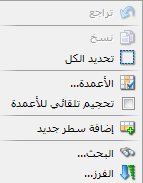 تراجع
نسخ
تحديد الكل
الأعمدة...
تحجيم تلقائي للأعمدة
إضافة سطر جديد
البحث...
الفرز...